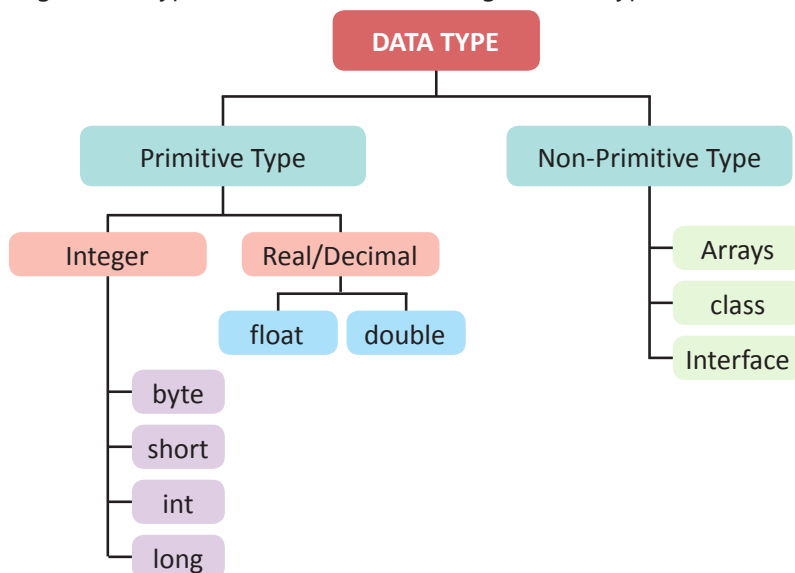 DATA TYPE
Primitive Type
Non-Primitive Type
Integer
Real/Decimal
float
double
byte
short
int
long
Arrays
class
Interface